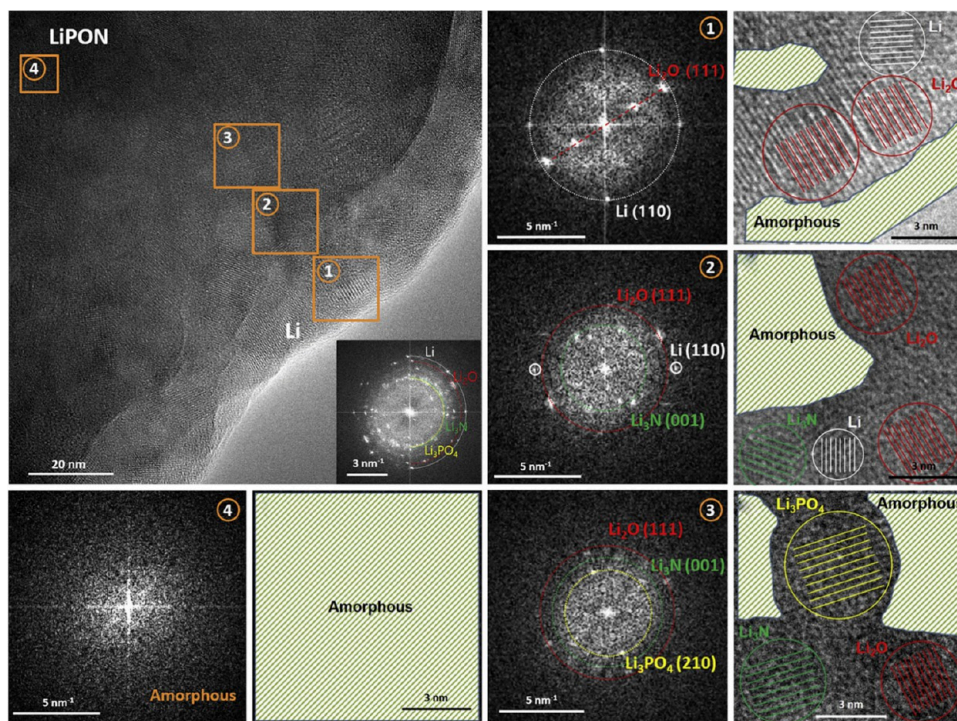 LiPON
4
3
2
1
Li
20 nm
Li
Li₂O
Li₃N
Li₃PO₄
3 nm⁻¹
1
Li₂O (111)
Li (110)
5 nm⁻¹
Li
Li₂O
Amorphous
3 nm
2
Li₂O (111)
Li (110)
Li₃N (001)
5 nm⁻¹
Amorphous
Li₂O
Li₃N
Li
3 nm
4
5 nm⁻¹
Amorphous
Amorphous
3 nm
3
Li₂O (111)
Li₃N (001)
Li₃PO₄ (210)
5 nm⁻¹
Li₃PO₄
Amorphous
Li₃N
Li₂O
3 nm